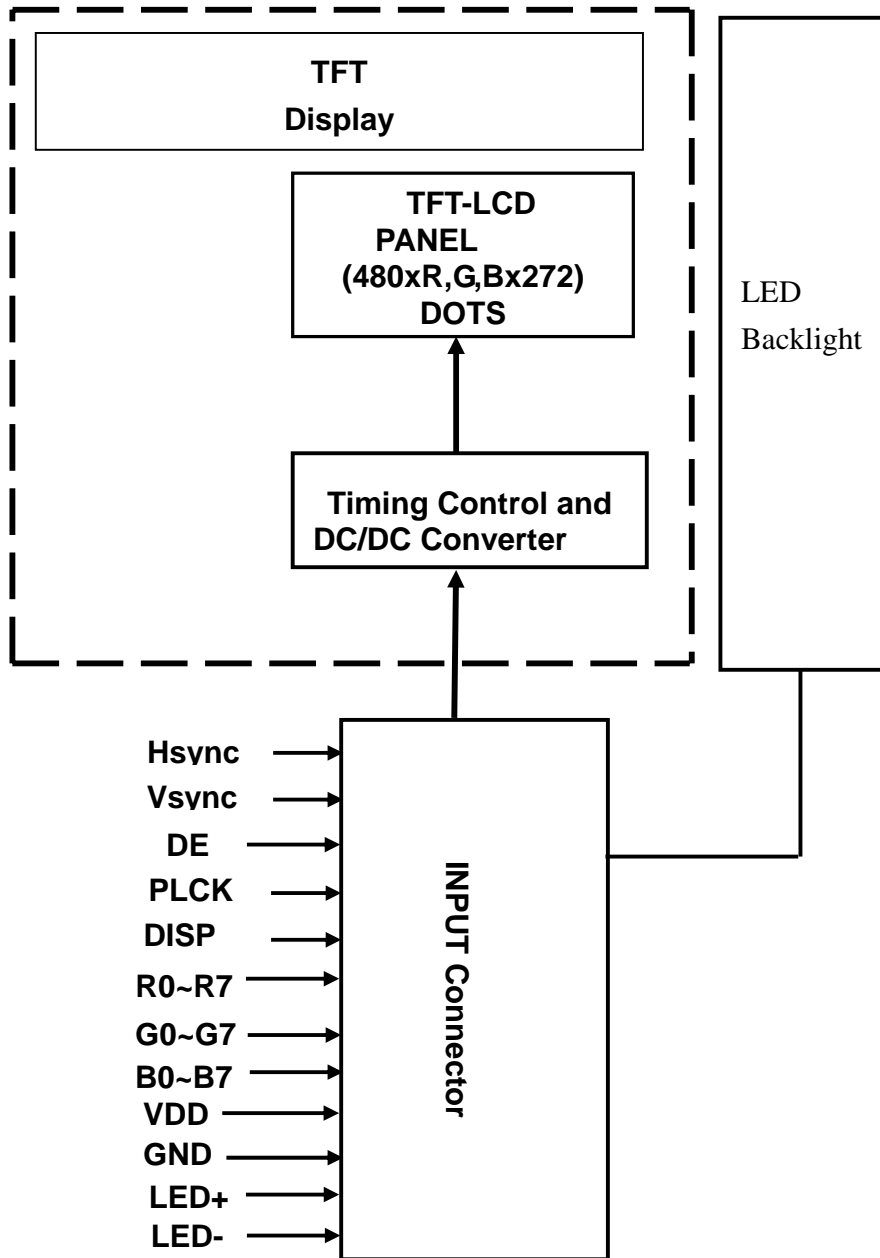 TFT
Display
TFT-LCD
PANEL
(480xR,G,Bx272)
DOTS
LED
Backlight
Timing Control and
DC/DC Converter
Hsync
Vsync
DE
PLCK
DISP
R0~R7
G0~G7
B0~B7
VDD
GND
LED+
LED-
INPUT Connector